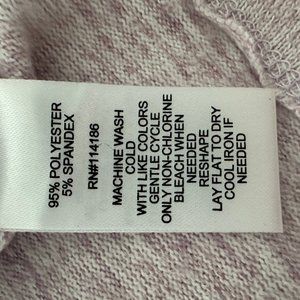 95% POLYESTER
5% SPANDEX
RN#114186
MACHINE WASH
COLD
WITH LIKE COLORS
GENTLE CYCLE
ONLY NON-CHLORINE
BLEACH WHEN
NEEDED
RESHAPE
LAY FLAT TO DRY
COOL IRON IF
NEEDED